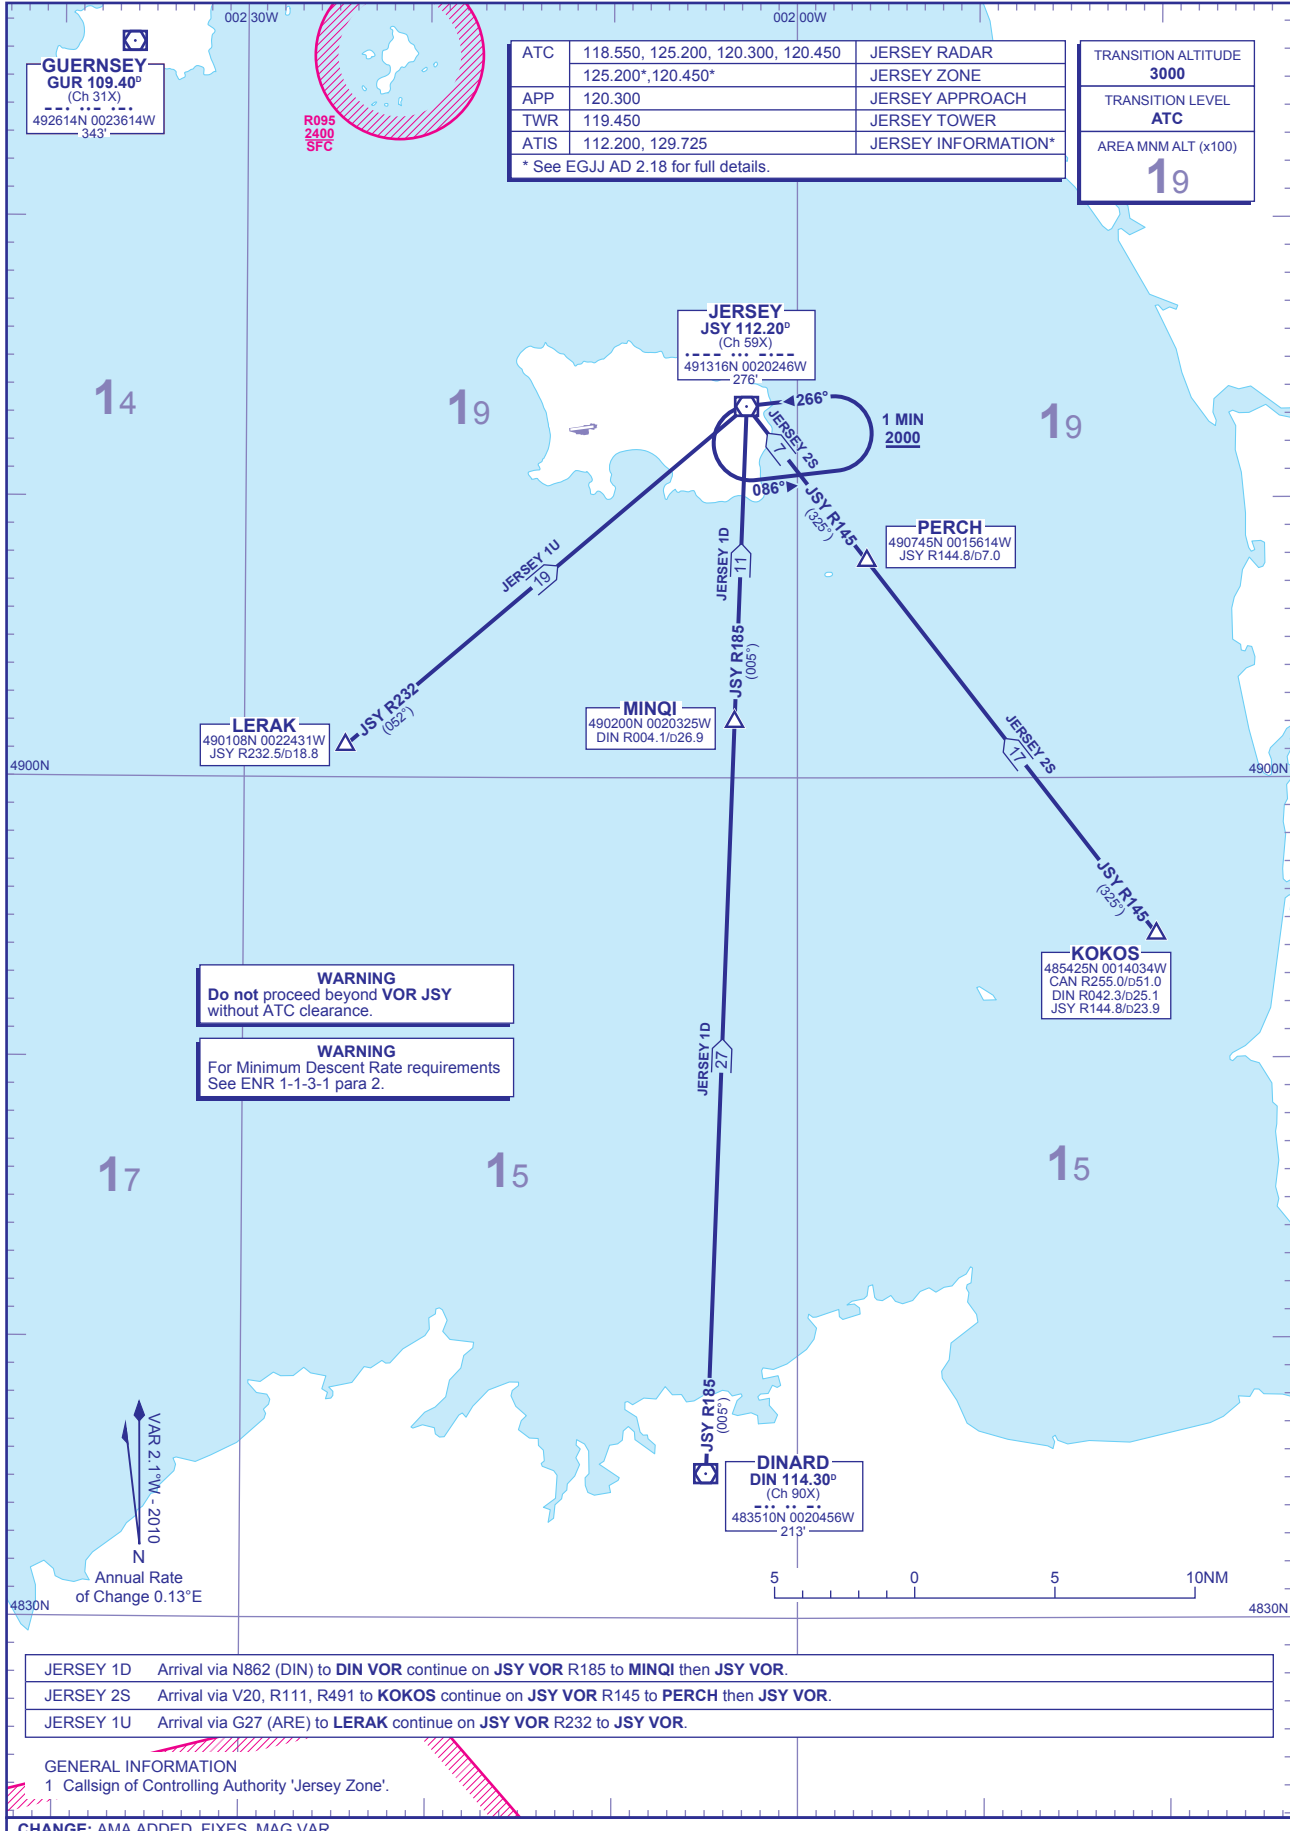 002 30W
002 00W
GUERNSEY
GUR 109.40ᴰ
(Ch 31X)
492614N 0023614W
343'
R095
2400
SFC
ATC 118.550, 125.200, 120.300, 120.450 JERSEY RADAR
125.200*,120.450* JERSEY ZONE
APP 120.300 JERSEY APPROACH
TWR 119.450 JERSEY TOWER
ATIS 112.200, 129.725 JERSEY INFORMATION*
* See EGJJ AD 2.18 for full details.
TRANSITION ALTITUDE
3000
TRANSITION LEVEL
ATC
AREA MNM ALT (x100)
19
JERSEY
JSY 112.20ᴰ
(Ch 59X)
491316N 0020246W
276'
14
19
19
266°
1 MIN
2000
086°
JERSEY 2S
7
JSY R145
(325°)
PERCH
490745N 0015614W
JSY R144.8/D7.0
JERSEY 1U
19
JERSEY 1D
11
JSY R185
(005°)
JSY R232
(052°)
LERAK
490108N 0022431W
JSY R232.5/D18.8
MINQI
490200N 0020325W
DIN R004.1/D26.9
JERSEY 2S
17
4900N
4900N
JSY R145
(325°)
KOKOS
485425N 0014034W
CAN R255.0/D51.0
DIN R042.3/D25.1
JSY R144.8/D23.9
WARNING
Do not proceed beyond VOR JSY
without ATC clearance.
WARNING
For Minimum Descent Rate requirements
See ENR 1-1-3-1 para 2.
JERSEY 1D
27
17
15
15
JSY R185
(005°)
DINARD
DIN 114.30ᴰ
(Ch 90X)
483510N 0020456W
213'
VAR 2.1°W - 2010
N
Annual Rate
of Change 0.13°E
5 0 5 10NM
4830N
4830N
JERSEY 1D Arrival via N862 (DIN) to DIN VOR continue on JSY VOR R185 to MINQI then JSY VOR.
JERSEY 2S Arrival via V20, R111, R491 to KOKOS continue on JSY VOR R145 to PERCH then JSY VOR.
JERSEY 1U Arrival via G27 (ARE) to LERAK continue on JSY VOR R232 to JSY VOR.
GENERAL INFORMATION
1 Callsign of Controlling Authority 'Jersey Zone'.
CHANGE: AMA ADDED. FIXES. MAG VAR.